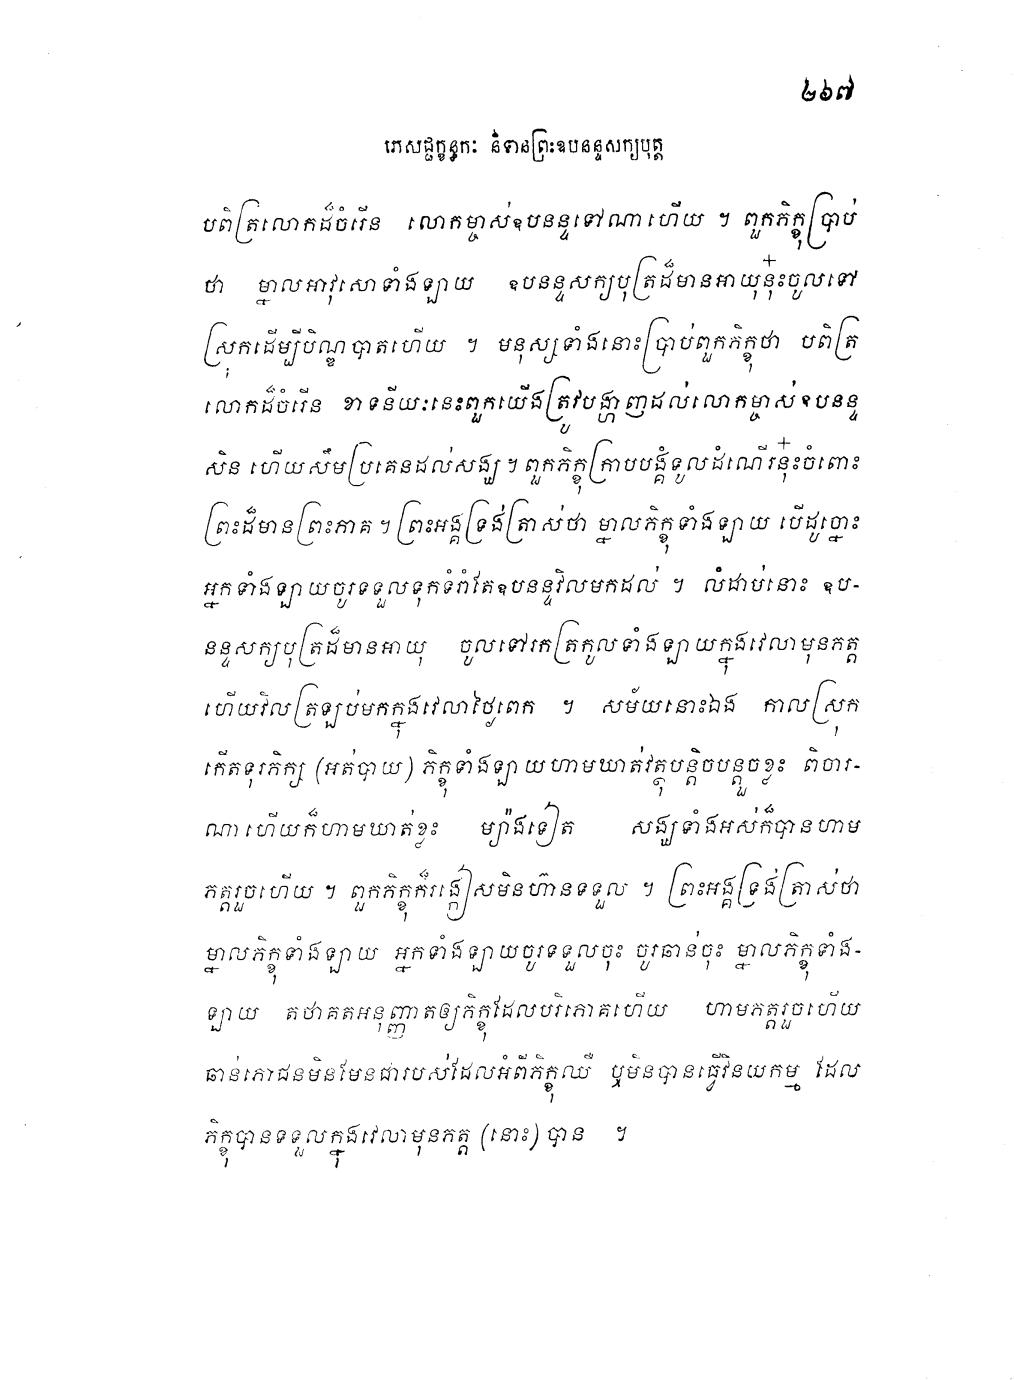 ២៦៧
ភេសជ្ជក្ខន្ធកៈ និទានព្រះឧបនន្ទសក្យបុត្ត
បពិត្រលោកដ៏ចំរើន លោកម្ចាស់ឧបនន្ទទៅណាហើយ ។ ពួកភិក្ខុប្រាប់
ថា ម្នាលអាវុសោទាំងឡាយ ឧបនន្ទសក្យបុត្រដ៏មានអាយុនុ៎ះចូលទៅ
ស្រុកដើម្បីបិណ្ឌបាតហើយ ។ មនុស្សទាំងនោះប្រាប់ពួកភិក្ខុថា បពិត្រ
លោកដ៏ចំរើន ខាទនីយៈនេះពួកយើងត្រូវបង្ហាញដល់លោកម្ចាស់ឧបនន្ទ
សិន ហើយសឹមប្រគេនដល់សង្ឃ ។ ពួកភិក្ខុក្រាបបង្គំទូលដំណើរនុ៎ះចំពោះ
ព្រះដ៏មានព្រះភាគ ។ ព្រះអង្គទ្រង់ត្រាស់ថា ម្នាលភិក្ខុទាំងឡាយ បើដូច្នោះ
អ្នកទាំងឡាយចូរទទួលទុកទំរាំតែឧបនន្ទវិលមកដល់ ។ លំដាប់នោះ ឧប-
នន្ទសក្យបុត្រដ៏មានអាយុ ចូលទៅរកត្រកូលទាំងឡាយក្នុងវេលាមុនភត្ត
ហើយវិលត្រឡប់មកក្នុងវេលាថ្ងៃពេក ។ សម័យនោះឯង កាលស្រុក
កើតទុរភិក្ស (អត់បាយ) ភិក្ខុទាំងឡាយហាមឃាត់វត្ថុបន្តិចបន្តួចខ្លះ ពិចារ-
ណាហើយក៏ហាមឃាត់ខ្លះ ម្យ៉ាងទៀត សង្ឃទាំងអស់ក៏បានហាម
ភត្តរួចហើយ ។ ពួកភិក្ខុក៏រង្កៀសមិនហ៊ានទទួល ។ ព្រះអង្គទ្រង់ត្រាស់ថា
ម្នាលភិក្ខុទាំងឡាយ អ្នកទាំងឡាយចូរទទួលចុះ ចូរឆាន់ចុះ ម្នាលភិក្ខុទាំង-
ឡាយ តថាគតអនុញ្ញាតឲ្យភិក្ខុដែលបរិភោគហើយ ហាមភត្តរួចហើយ
ឆាន់ភោជនមិនមែនជារបស់ដែលអំពីភិក្ខុឈឺ ឬមិនបានធ្វើវិនយកម្ម ដែល
ភិក្ខុបានទទួលក្នុងវេលាមុនភត្ត (នោះ) បាន ។